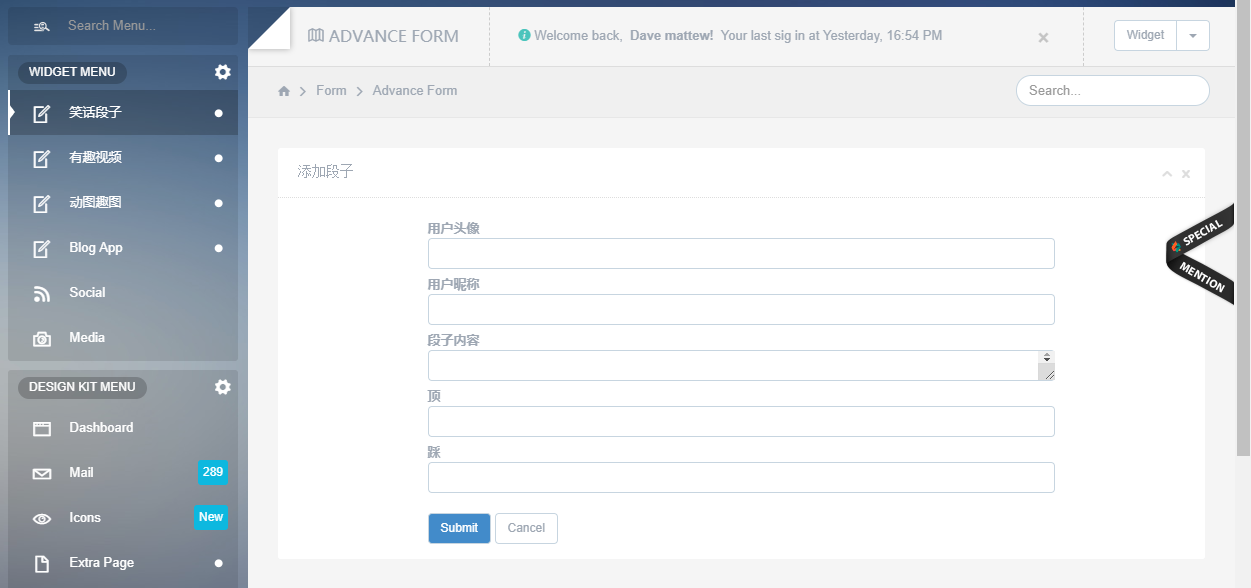 Search Menu...
WIDGET MENU
笑话段子
有趣视频
动图趣图
Blog App
Social
Media
DESIGN KIT MENU
Dashboard
Mail 289
Icons New
Extra Page
ADVANCE FORM
Welcome back, Dave mattew! Your last sig in at Yesterday, 16:54 PM
Widget
Form Advance Form
Search...
添加段子
用户头像
用户昵称
段子内容
顶
踩
Submit Cancel
SPECIAL
MENTION